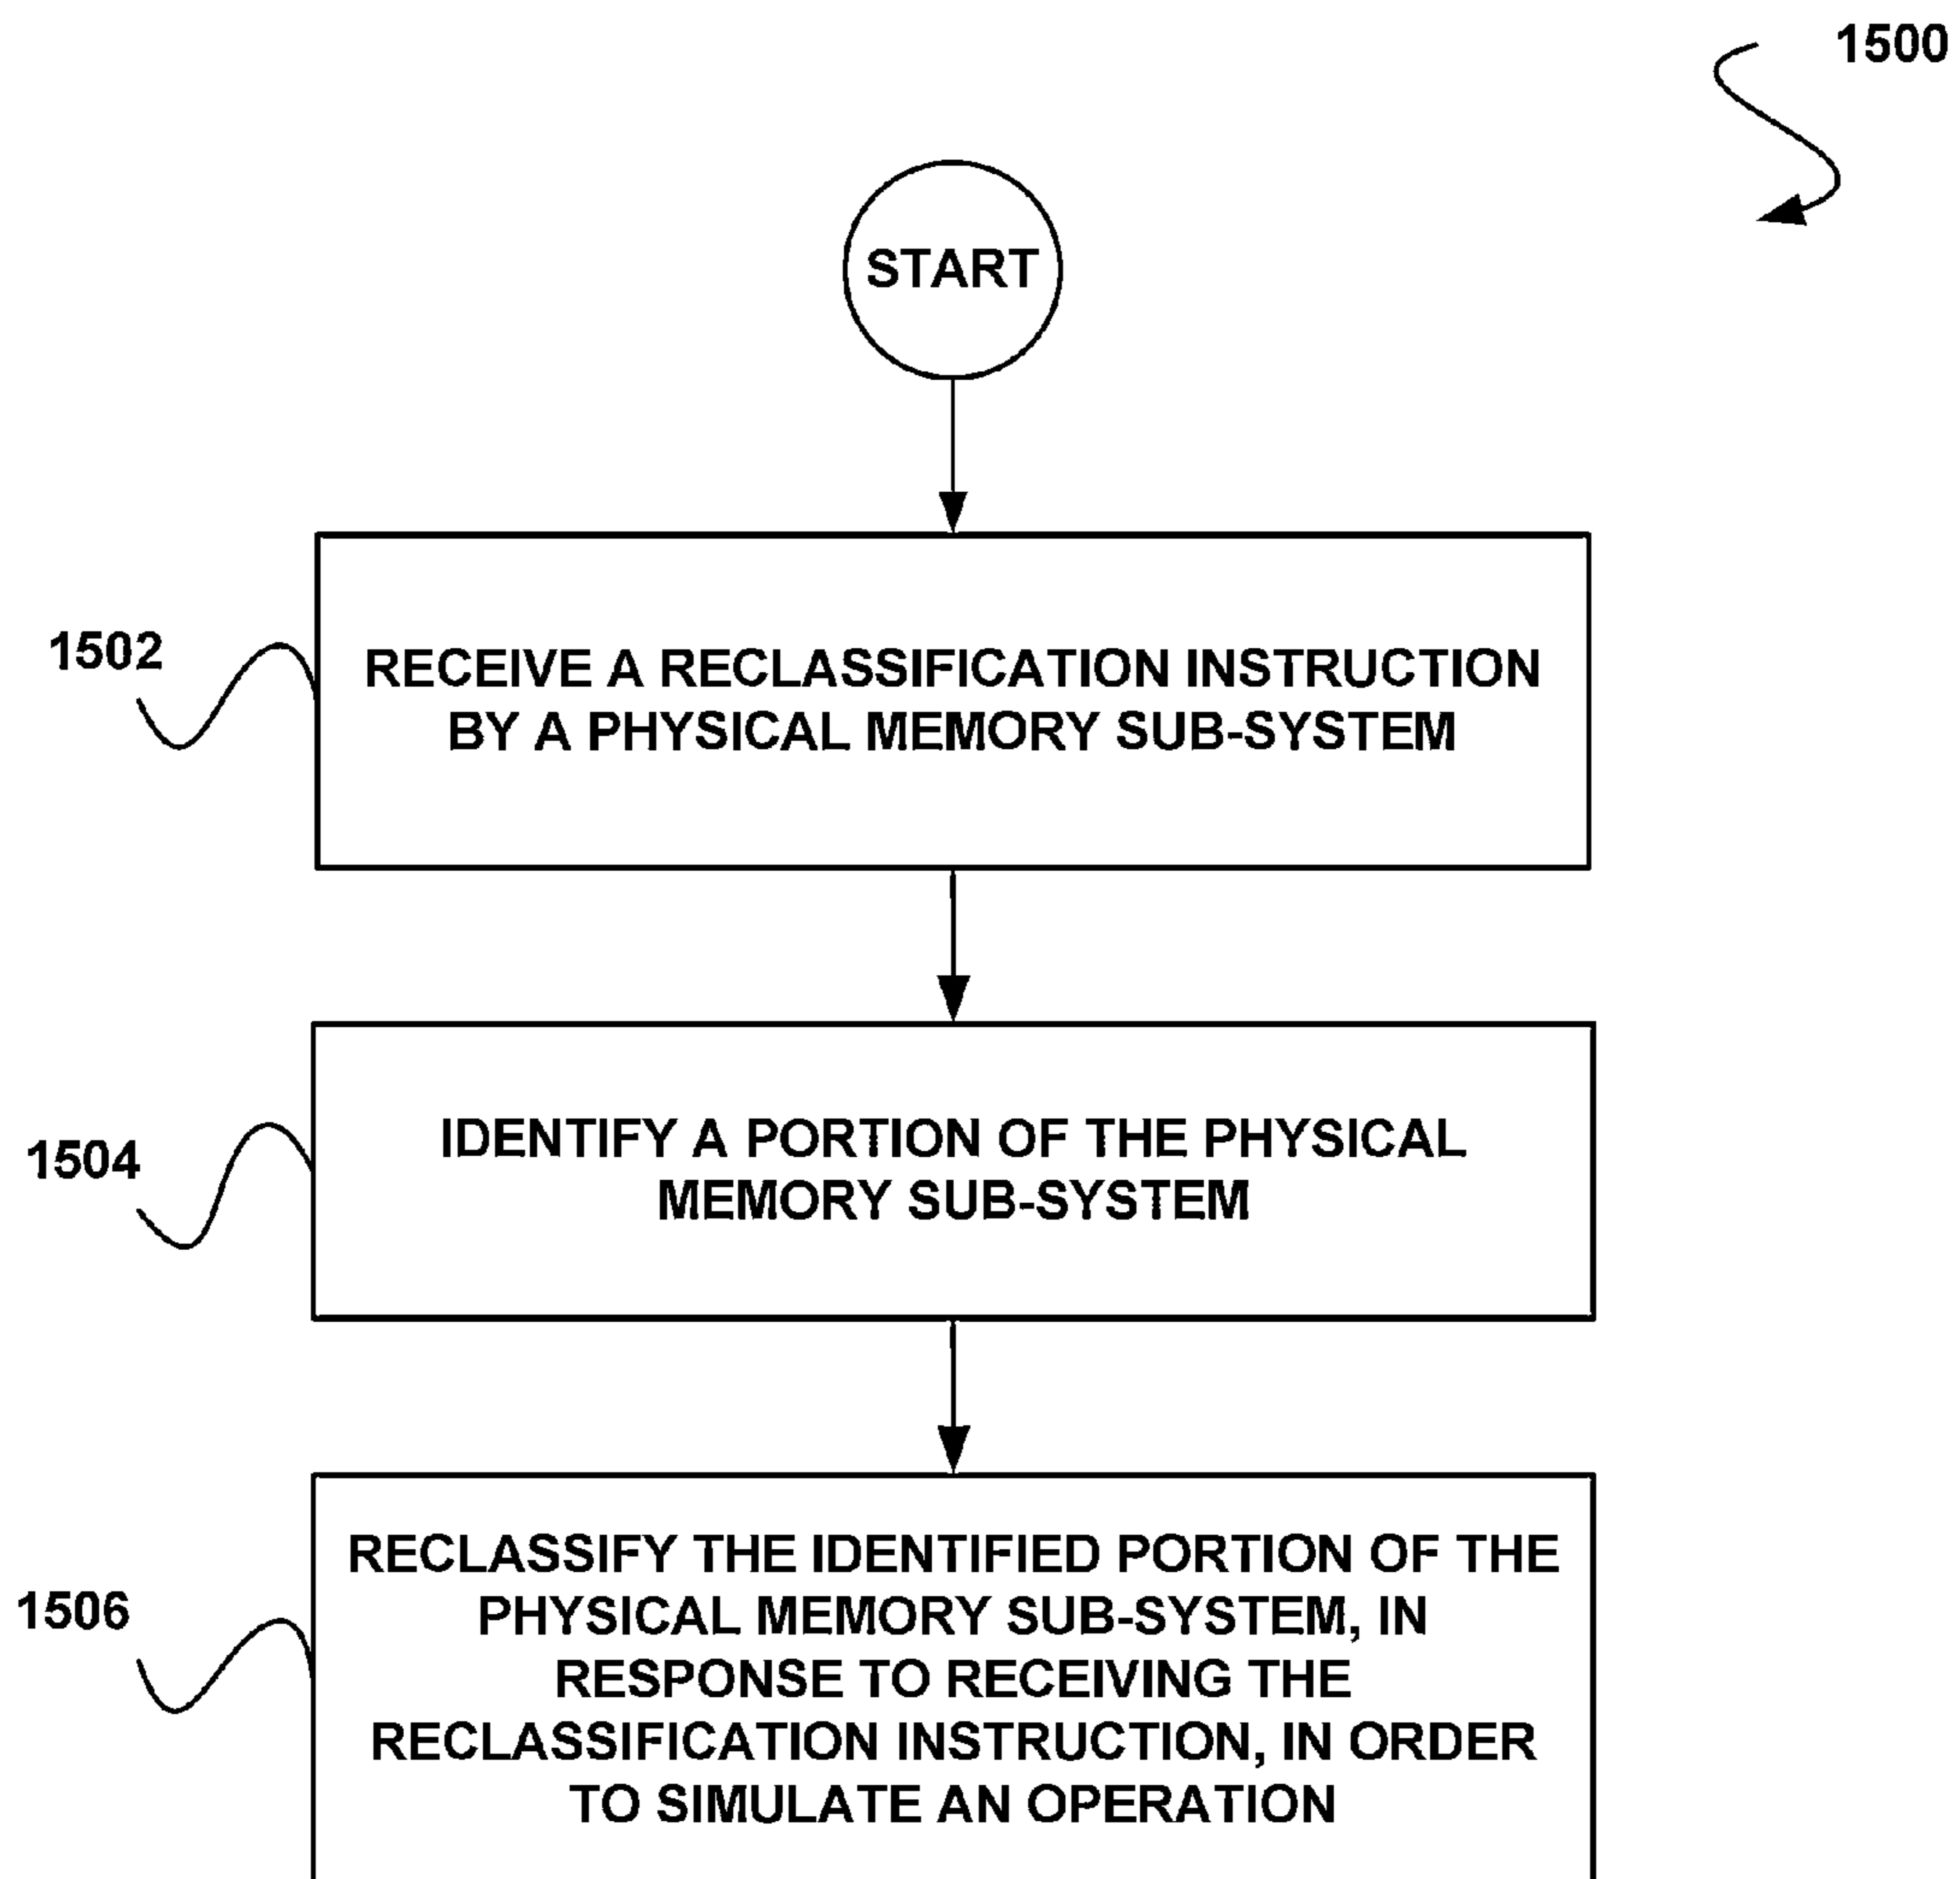 1500
START
1502
RECEIVE A RECLASSIFICATION INSTRUCTION
BY A PHYSICAL MEMORY SUB-SYSTEM
1504
IDENTIFY A PORTION OF THE PHYSICAL
MEMORY SUB-SYSTEM
1506
RECLASSIFY THE IDENTIFIED PORTION OF THE
PHYSICAL MEMORY SUB-SYSTEM, IN
RESPONSE TO RECEIVING THE
RECLASSIFICATION INSTRUCTION, IN ORDER
TO SIMULATE AN OPERATION